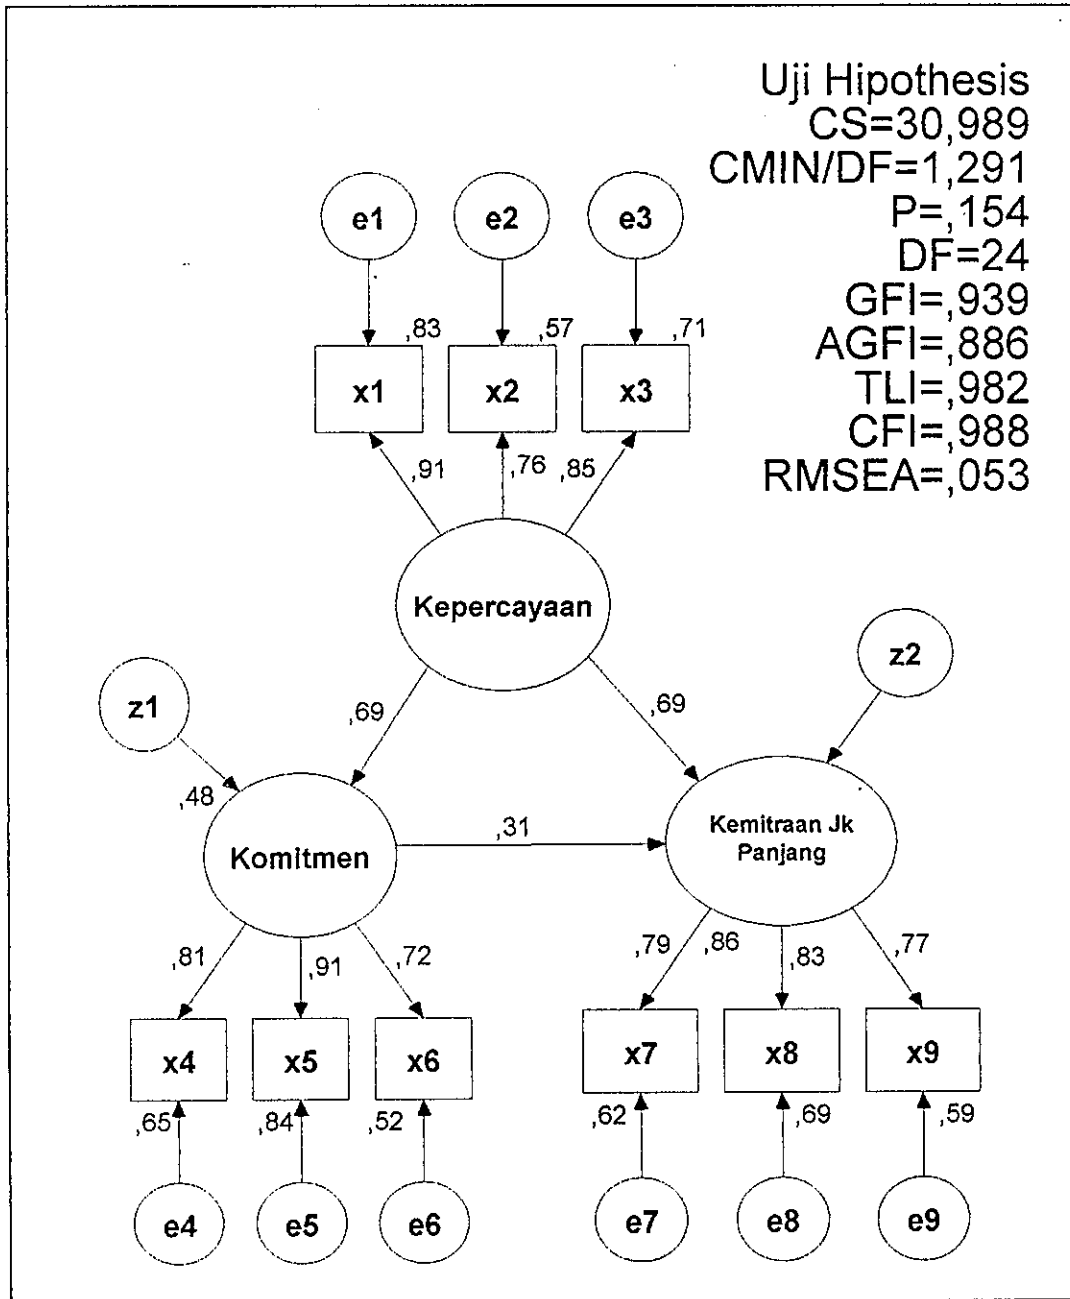 Uji Hipothesis
CS=30,989
CMIN/DF=1,291
P=,154
DF=24
GFI=,939
AGFI=,886
TLI=,982
CFI=,988
RMSEA=,053
e1 e2 e3
,83 ,57 ,71
x1 x2 x3
,91 ,76 ,85
Kepercayaan
z1 z2
,69 ,69
,48
Komitmen
,31
Kemitraan Jk
Panjang
,81 ,91 ,72 ,79 ,86 ,83 ,77
x4 x5 x6 x7 x8 x9
,65 ,84 ,52 ,62 ,69 ,59
e4 e5 e6 e7 e8 e9